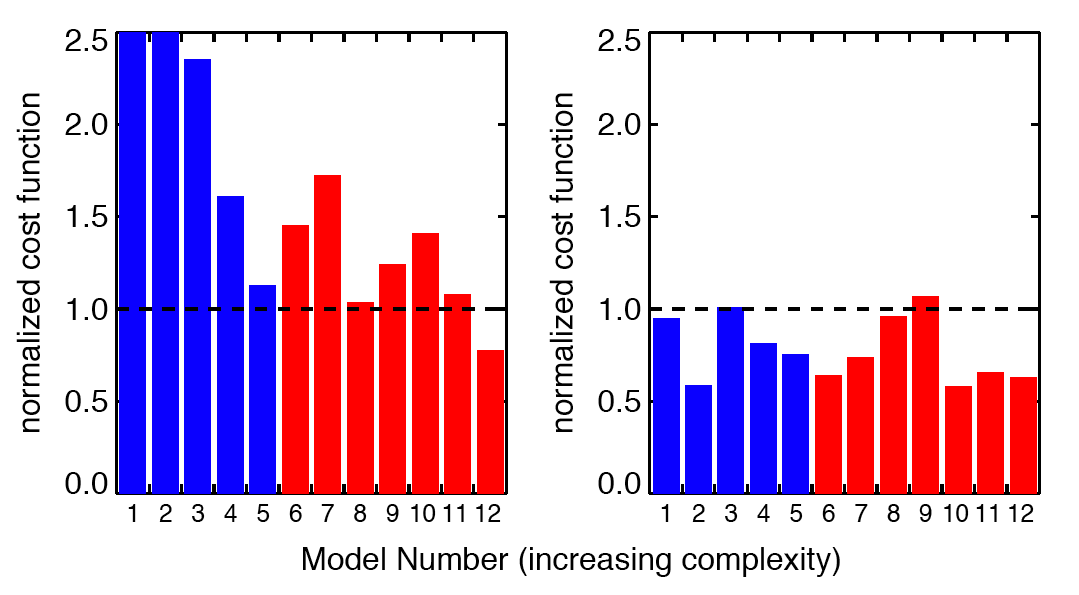 normalized cost function
2.5
2.0
1.5
1.0
0.5
0.0
1 2 3 4 5 6 7 8 9 10 11 12
normalized cost function
2.5
2.0
1.5
1.0
0.5
0.0
1 2 3 4 5 6 7 8 9 10 11 12
Model Number (increasing complexity)